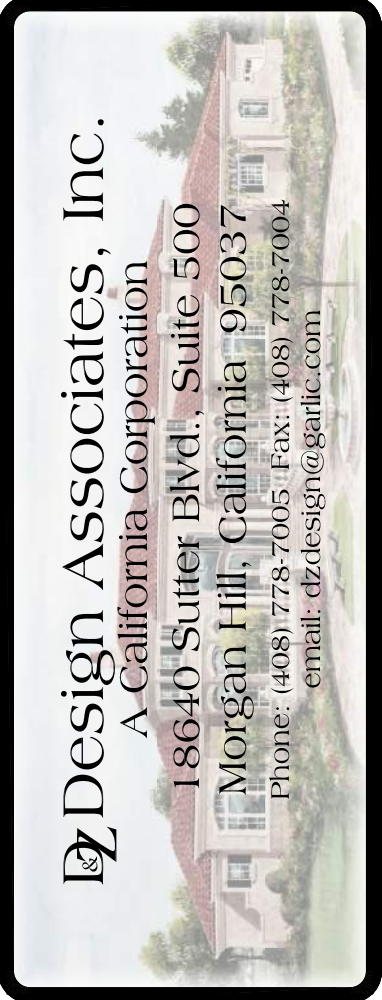 D&Z Design Associates, Inc.
A California Corporation
18640 Sutter Blvd., Suite 500
Morgan Hill, California 95037
Phone: (408) 778-7005 Fax: (408) 778-7004
email: dzdesign@garlic.com